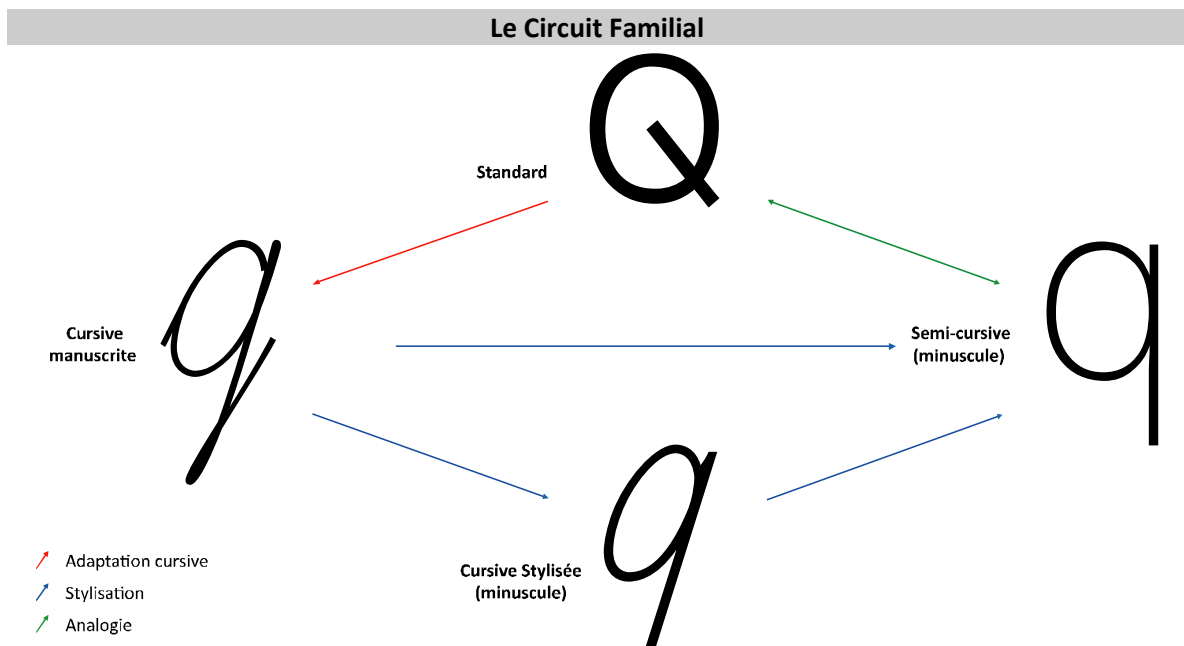 Le Circuit Familial
Q
Standard
q
Cursive
manuscrite
Semi-cursive
(minuscule)
q
Cursive Stylisée
(minuscule)
q
Adaptation cursive
Stylisation
Analogie